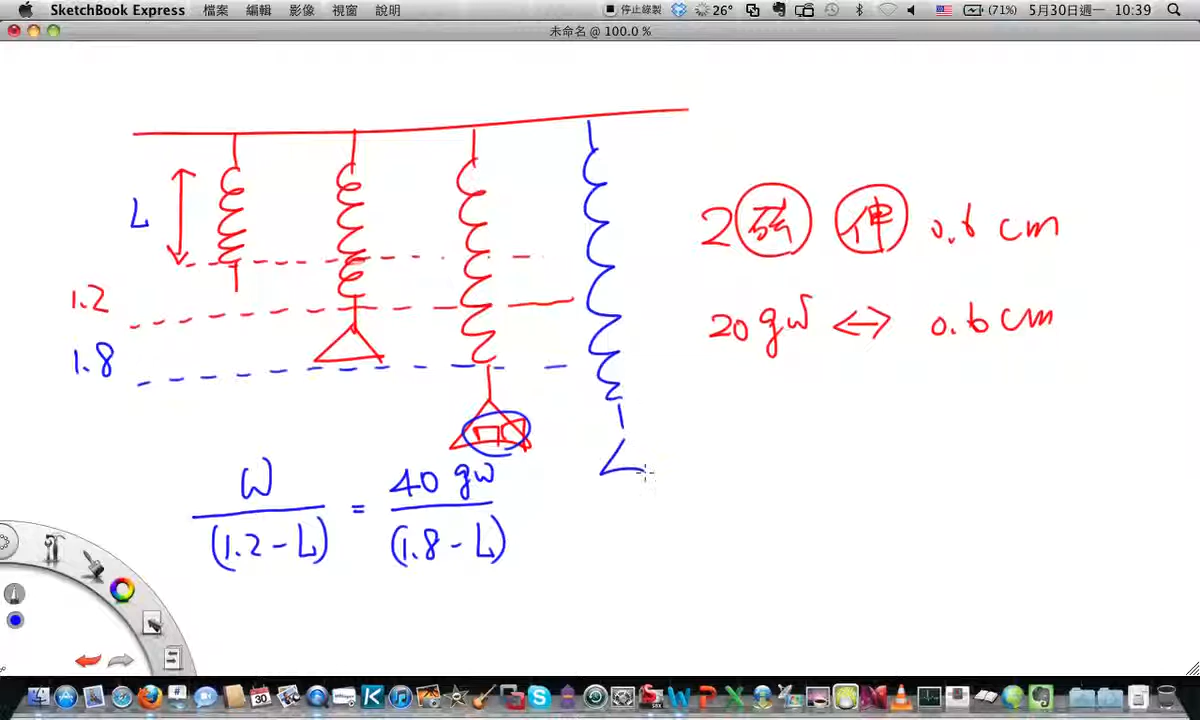 SketchBook Express 檔案 編輯 影像 視窗 說明 停止錄製 26° (71%) 5月30日週一 10:39
未命名 @ 100.0 %
L
2 砝 伸 0.6 cm
1.2
20 gw ⇔ 0.6 cm
1.8
W / (1.2 - L) = 40 gw / (1.8 - L)